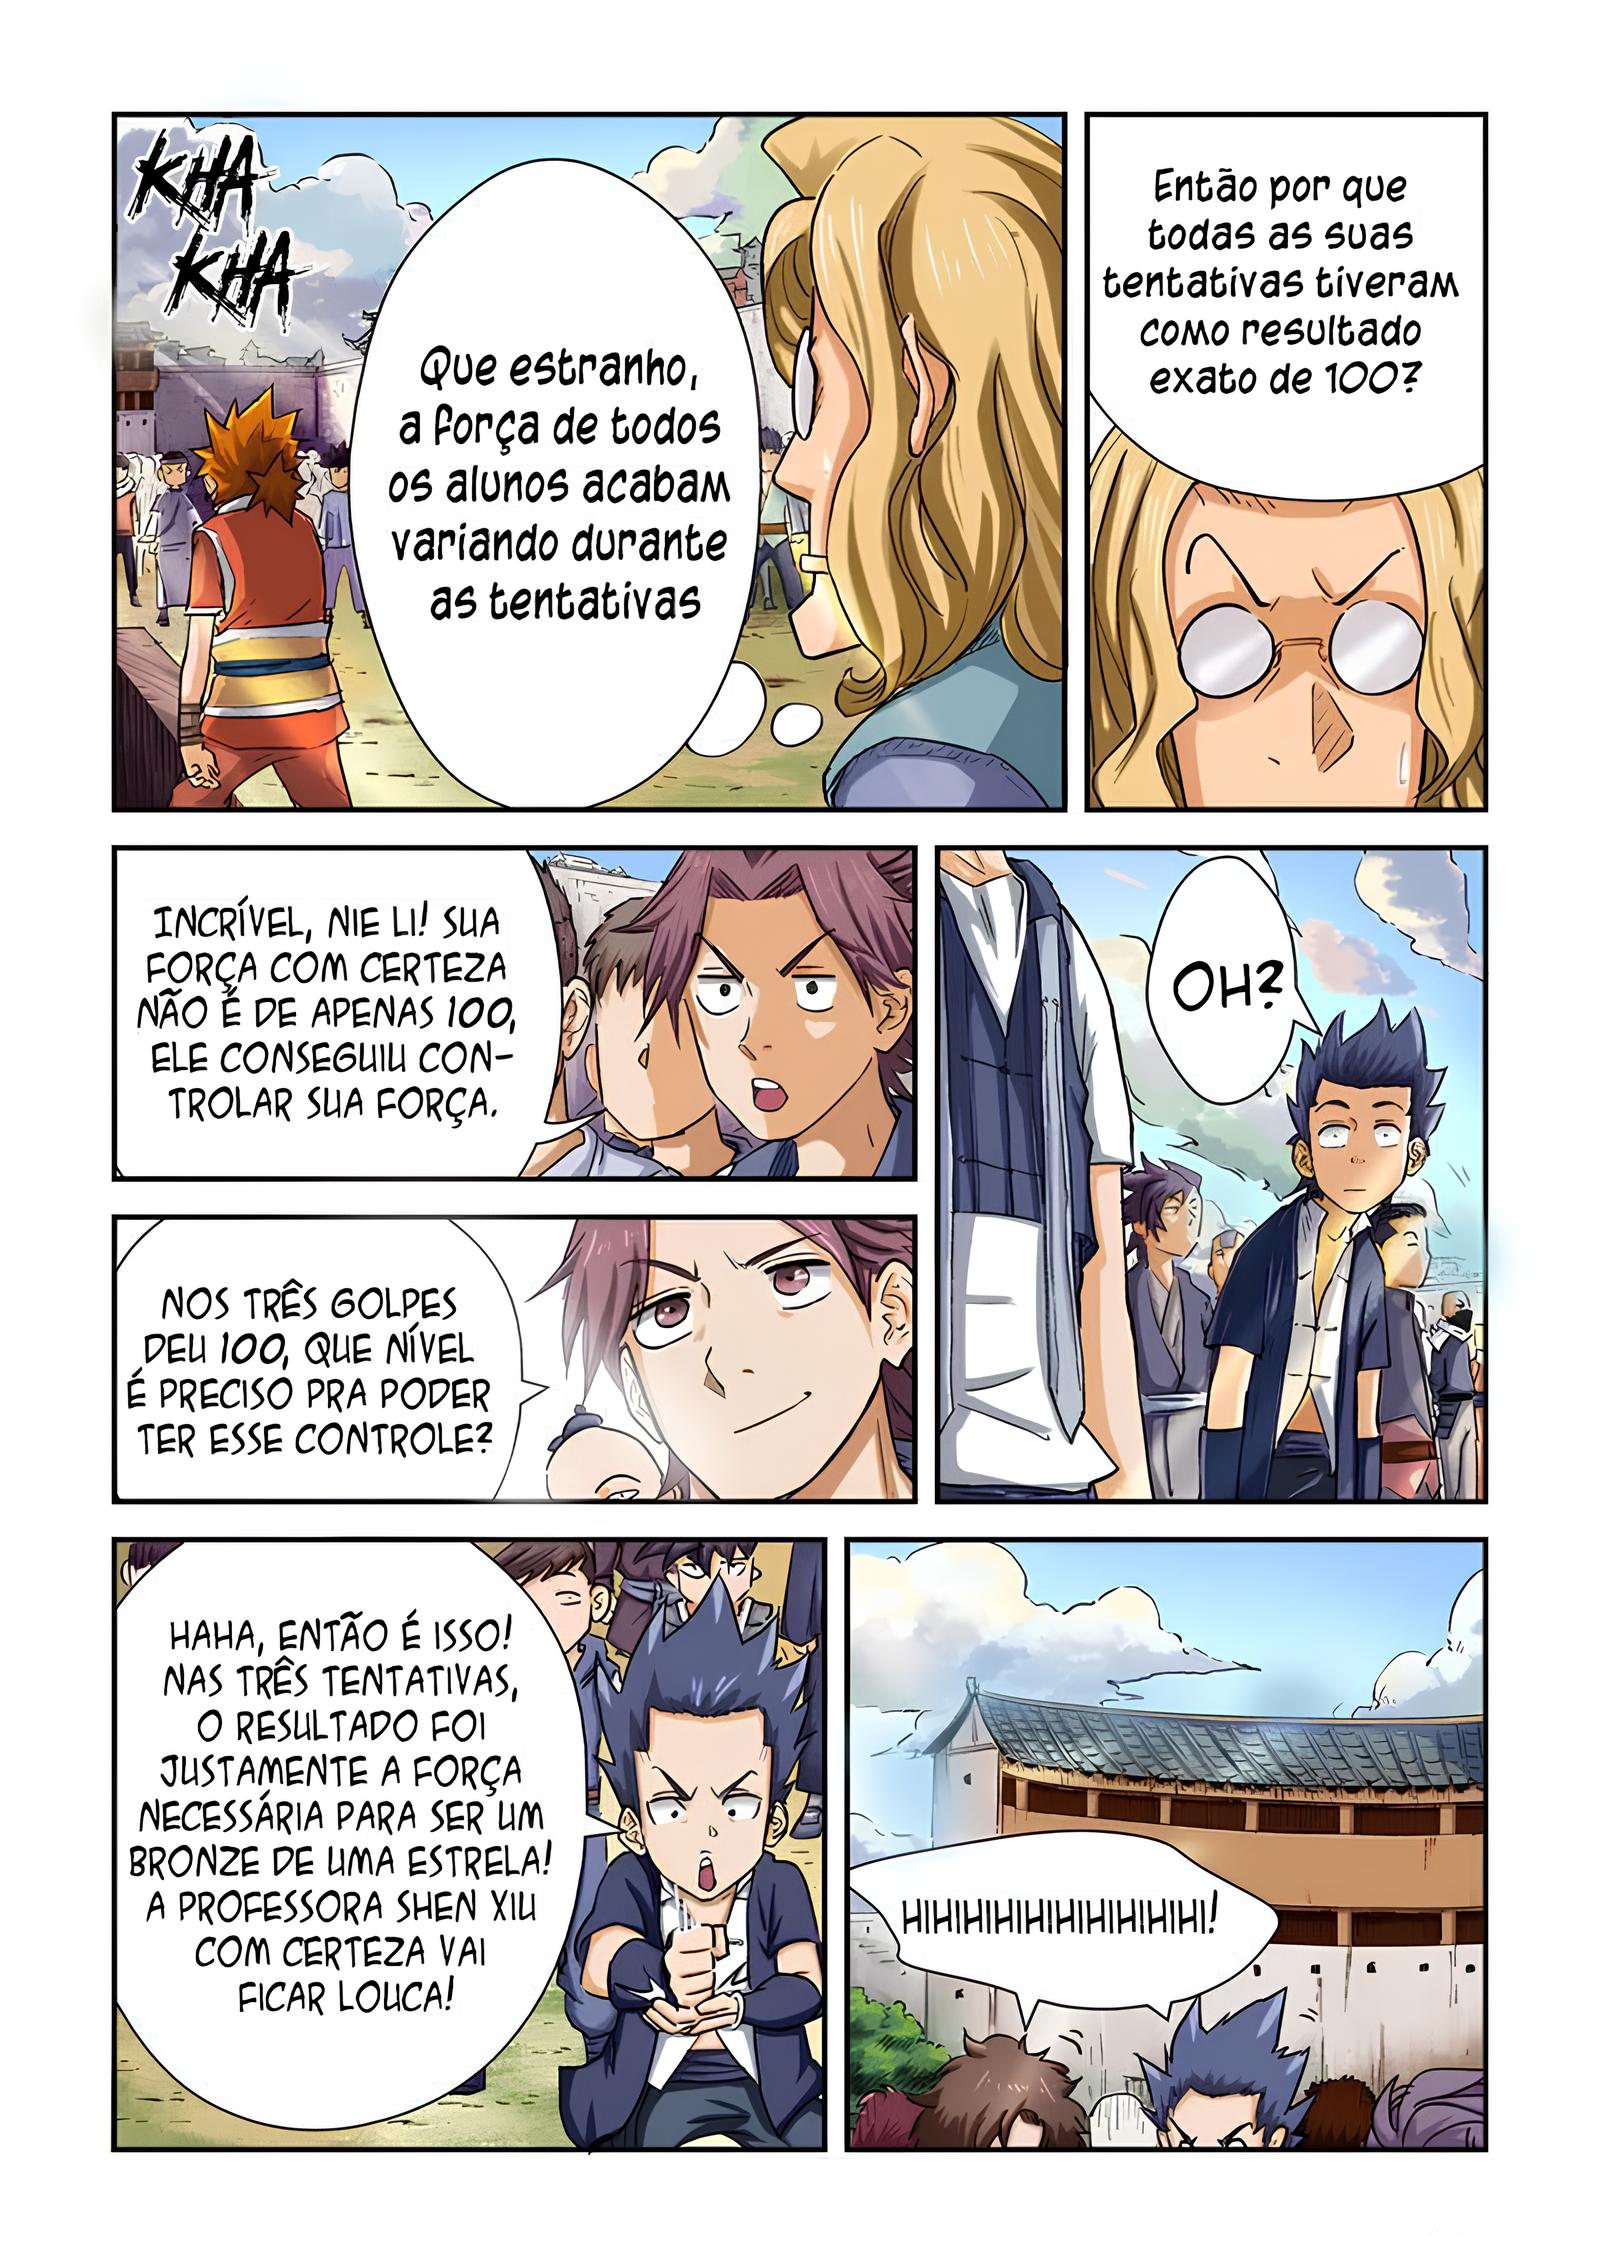 KHA
KHA
Que estranho,
a força de todos
os alunos acabam
variando durante
as tentativas
Então por que
todas as suas
tentativas tiveram
como resultado
exato de 100?
INCRÍVEL, NIE LI! SUA
FORÇA COM CERTEZA
NÃO É DE APENAS 100,
ELE CONSEGUIU CON-
TROLAR SUA FORÇA.
OH?
NOS TRÊS GOLPES
DEU 100, QUE NÍVEL
É PRECISO PRA PODER
TER ESSE CONTROLE?
HAHA, ENTÃO É ISSO!
NAS TRÊS TENTATIVAS,
O RESULTADO FOI
JUSTAMENTE A FORÇA
NECESSÁRIA PARA SER UM
BRONZE DE UMA ESTRELA!
A PROFESSORA SHEN XIU
COM CERTEZA VAI
FICAR LOUCA!
HIHIHIHIHIHIHIHIHIHI!